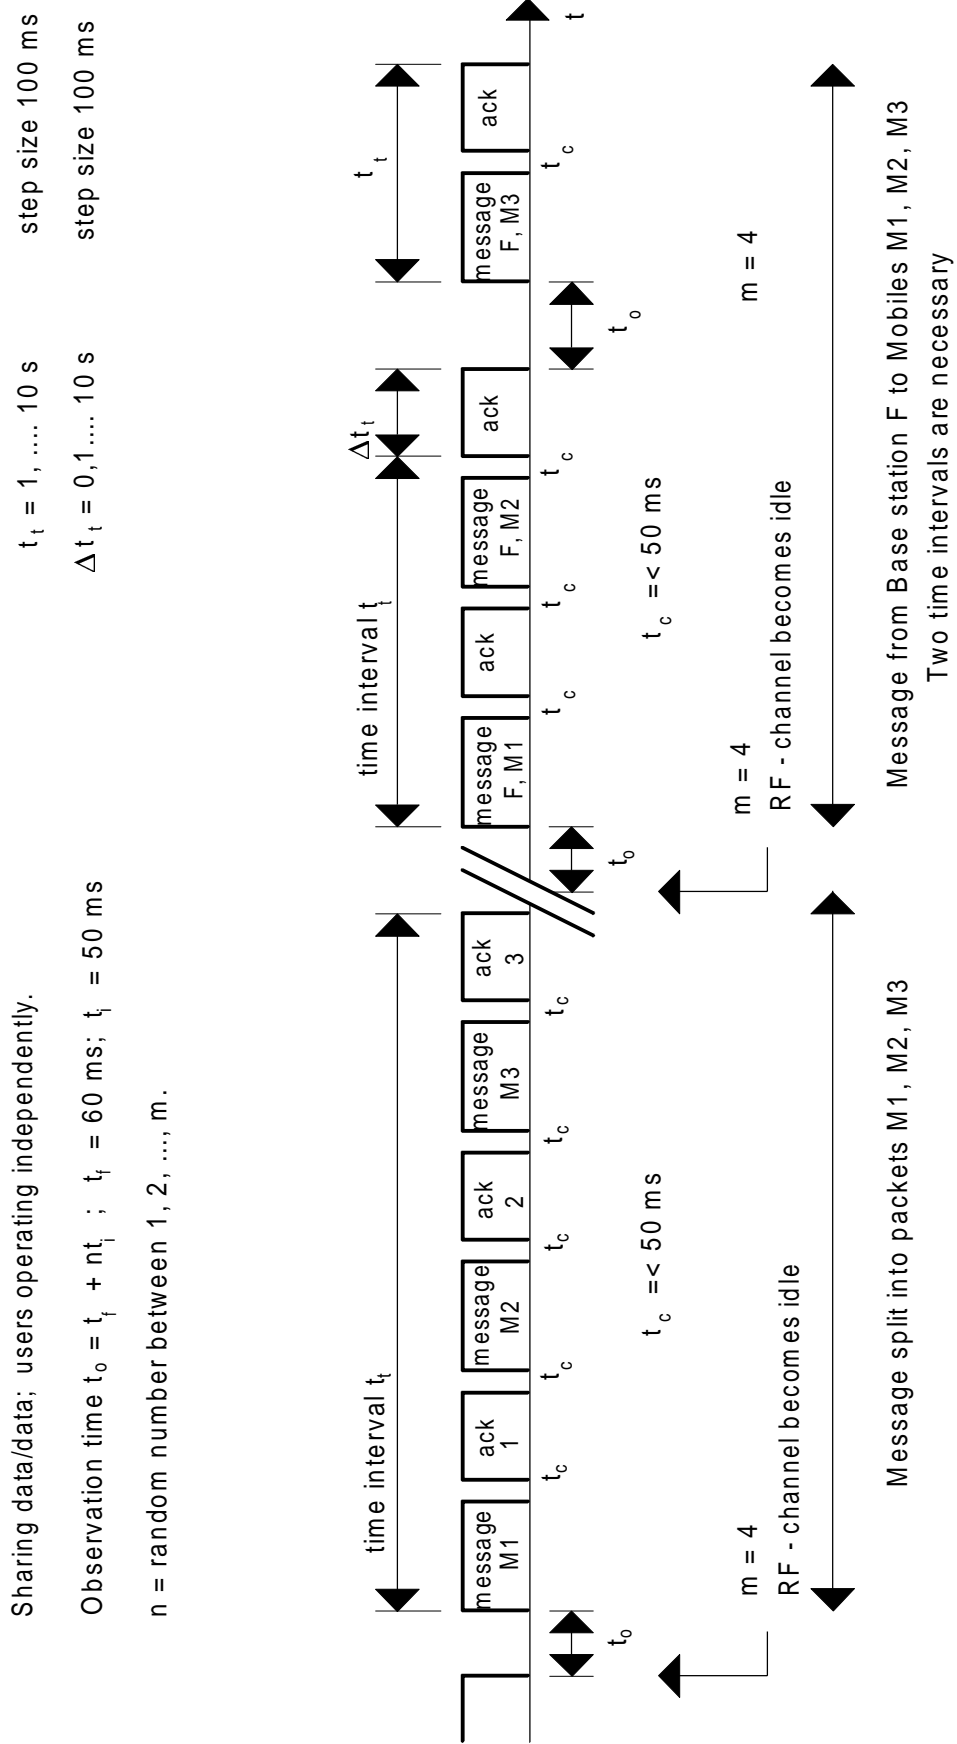 Sharing data/data; users operating independently.
Observation time t₀ = t_f + nt_i ; t_f = 60 ms; t_i = 50 ms
n = random number between 1, 2, ..., m.
t_t = 1, .... 10 s step size 100 ms
Δt_t = 0,1.... 10 s step size 100 ms
time interval t_t
time interval t_t
Δt_t
t_t
message
M1
ack
1
message
M2
ack
2
message
M3
ack
3
message
F, M1
ack
message
F, M2
ack
message
F, M3
ack
t
t_c
t_c
t_c
t_c
t_c
t_c
t_c
t_c
t_c
t₀
t₀
t_o
t_c =< 50 ms
t_c =< 50 ms
m = 4
RF - channel becomes idle
m = 4
RF - channel becomes idle
m = 4
Message split into packets M1, M2, M3
Message from Base station F to Mobiles M1, M2, M3
Two time intervals are necessary